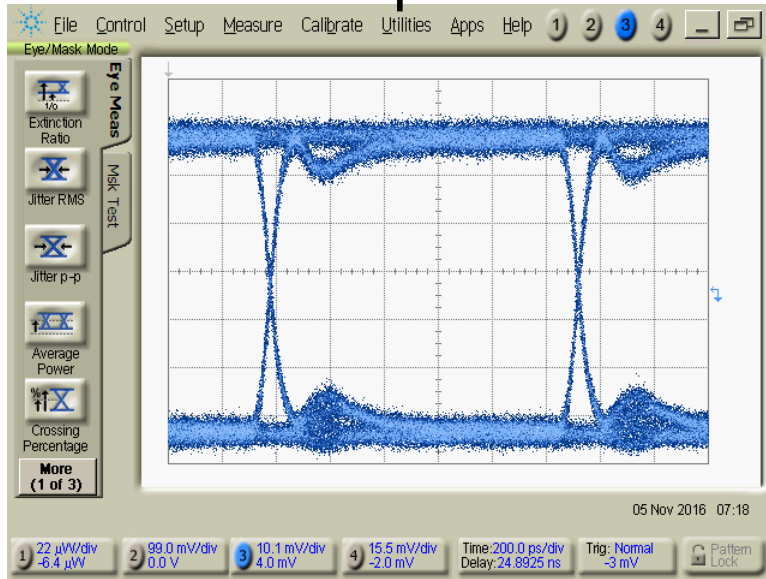 File Control Setup Measure Calibrate Utilities Apps Help 1 2 3 4
Eye/Mask Mode
Eye Meas
Msk Test
1/0
Extinction
Ratio
Jitter RMS
Jitter p-p
Average
Power
%
Crossing
Percentage
More
(1 of 3)
05 Nov 2016 07:18
1) 22 µW/div
-6.4 µW
2) 99.0 mV/div
0.0 V
3) 10.1 mV/div
4.0 mV
4) 15.5 mV/div
-2.0 mV
Time:200.0 ps/div
Delay:24.8925 ns
Trig: Normal
-3 mV
Pattern
Lock